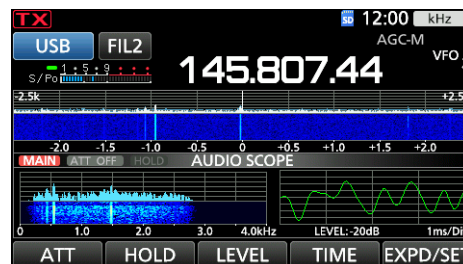 TX SD 12:00 kHz
USB FIL2 AGC-M
VFO
S/Po 1 • 5 • 9
145.807.44
-2.5k +2.5
-2.0 -1.5 -1.0 -0.5 0 +0.5 +1.0 +1.5 +2.0
MAIN ATT OFF HOLD AUDIO SCOPE
0 1.0 2.0 3.0 4.0kHz LEVEL:-20dB 1ms/Di
ATT HOLD LEVEL TIME EXPD/SET